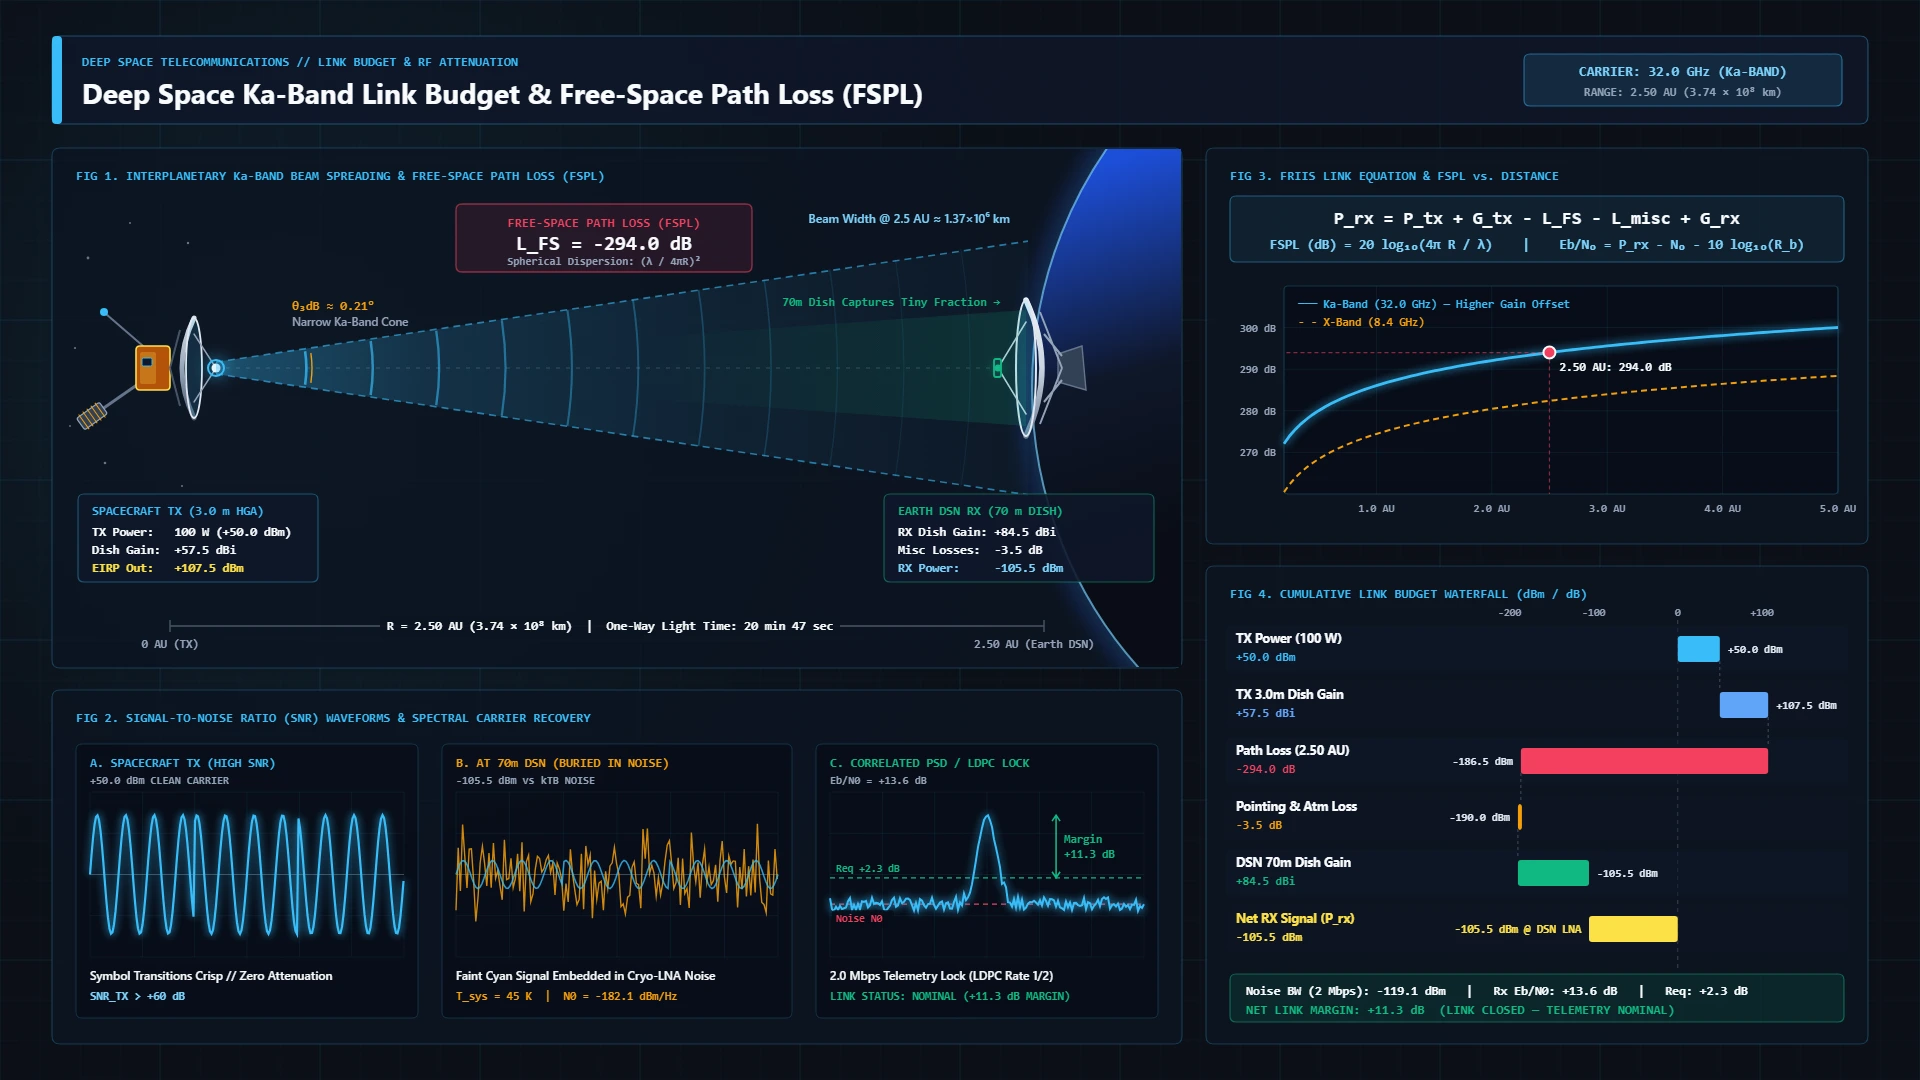 DEEP SPACE TELECOMMUNICATIONS // LINK BUDGET & RF ATTENUATION
Deep Space Ka-Band Link Budget & Free-Space Path Loss (FSPL)
CARRIER: 32.0 GHz (Ka-BAND)
RANGE: 2.50 AU (3.74 × 10⁸ km)
FIG 1. INTERPLANETARY Ka-BAND BEAM SPREADING & FREE-SPACE PATH LOSS (FSPL)
FREE-SPACE PATH LOSS (FSPL)
L_FS = -294.0 dB
Spherical Dispersion: (λ / 4πR)²
Beam Width @ 2.5 AU ≈ 1.37×10⁶ km
θ₃dB ≈ 0.21°
Narrow Ka-Band Cone
70m Dish Captures Tiny Fraction →
SPACECRAFT TX (3.0 m HGA)
TX Power: 100 W (+50.0 dBm)
Dish Gain: +57.5 dBi
EIRP Out: +107.5 dBm
EARTH DSN RX (70 m DISH)
RX Dish Gain: +84.5 dBi
Misc Losses: -3.5 dB
RX Power: -105.5 dBm
R = 2.50 AU (3.74 × 10⁸ km) | One-Way Light Time: 20 min 47 sec
0 AU (TX)
2.50 AU (Earth DSN)
FIG 2. SIGNAL-TO-NOISE RATIO (SNR) WAVEFORMS & SPECTRAL CARRIER RECOVERY
A. SPACECRAFT TX (HIGH SNR)
+50.0 dBm CLEAN CARRIER
Symbol Transitions Crisp // Zero Attenuation
SNR_TX > +60 dB
B. AT 70m DSN (BURIED IN NOISE)
-105.5 dBm vs kTB NOISE
Faint Cyan Signal Embedded in Cryo-LNA Noise
T_sys = 45 K | N0 = -182.1 dBm/Hz
C. CORRELATED PSD / LDPC LOCK
Eb/N0 = +13.6 dB
Margin
+11.3 dB
Req +2.3 dB
Noise N0
2.0 Mbps Telemetry Lock (LDPC Rate 1/2)
LINK STATUS: NOMINAL (+11.3 dB MARGIN)
FIG 3. FRIIS LINK EQUATION & FSPL vs. DISTANCE
P_rx = P_tx + G_tx - L_FS - L_misc + G_rx
FSPL (dB) = 20 log₁₀(4π R / λ) | Eb/N₀ = P_rx - N₀ - 10 log₁₀(R_b)
Ka-Band (32.0 GHz) — Higher Gain Offset
- - X-Band (8.4 GHz)
300 dB
290 dB
280 dB
270 dB
2.50 AU: 294.0 dB
1.0 AU
2.0 AU
3.0 AU
4.0 AU
5.0 AU
FIG 4. CUMULATIVE LINK BUDGET WATERFALL (dBm / dB)
-200
-100
0
+100
TX Power (100 W)
+50.0 dBm
+50.0 dBm
TX 3.0m Dish Gain
+57.5 dBi
+107.5 dBm
Path Loss (2.50 AU)
-294.0 dB
-186.5 dBm
Pointing & Atm Loss
-3.5 dB
-190.0 dBm
DSN 70m Dish Gain
+84.5 dBi
-105.5 dBm
Net RX Signal (P_rx)
-105.5 dBm
-105.5 dBm @ DSN LNA
Noise BW (2 Mbps): -119.1 dBm | Rx Eb/N0: +13.6 dB | Req: +2.3 dB
NET LINK MARGIN: +11.3 dB (LINK CLOSED — TELEMETRY NOMINAL)